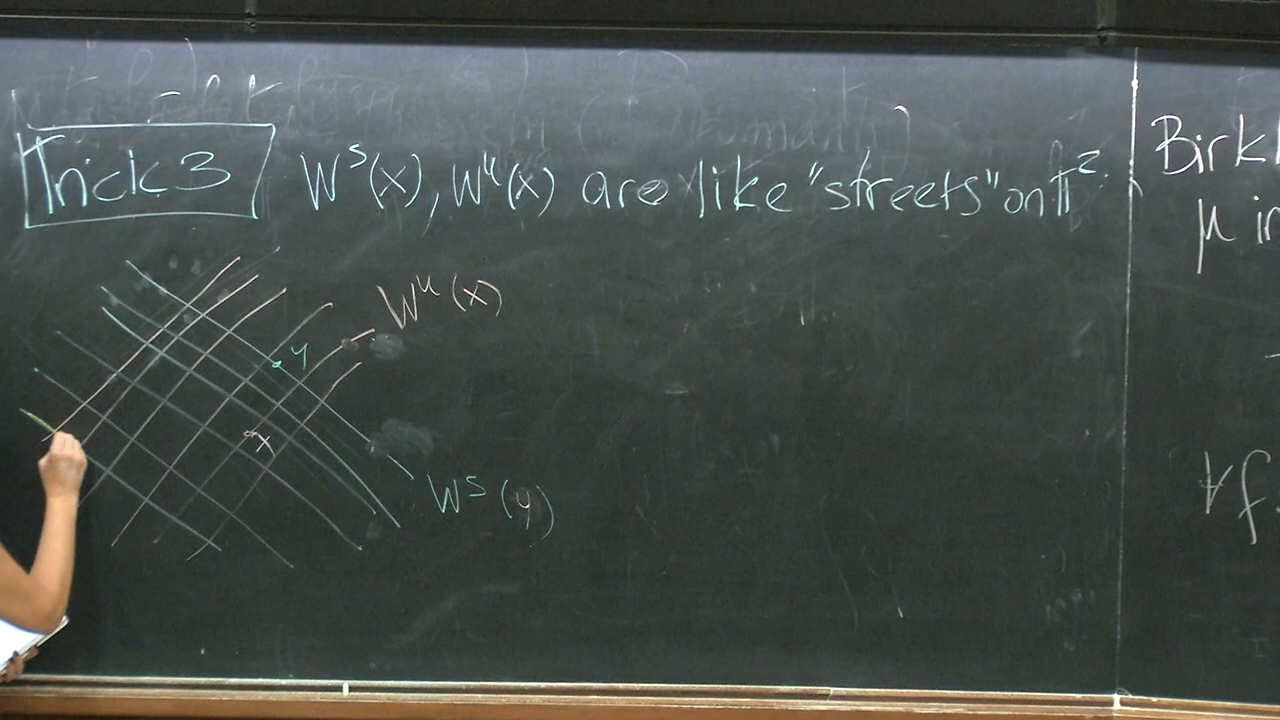 Trick 3 W^s(x), W^u(x) are like "streets" on 𝕋^2.
W^u(x)
y
x
W^s(y)
Birk
μ in
∀f